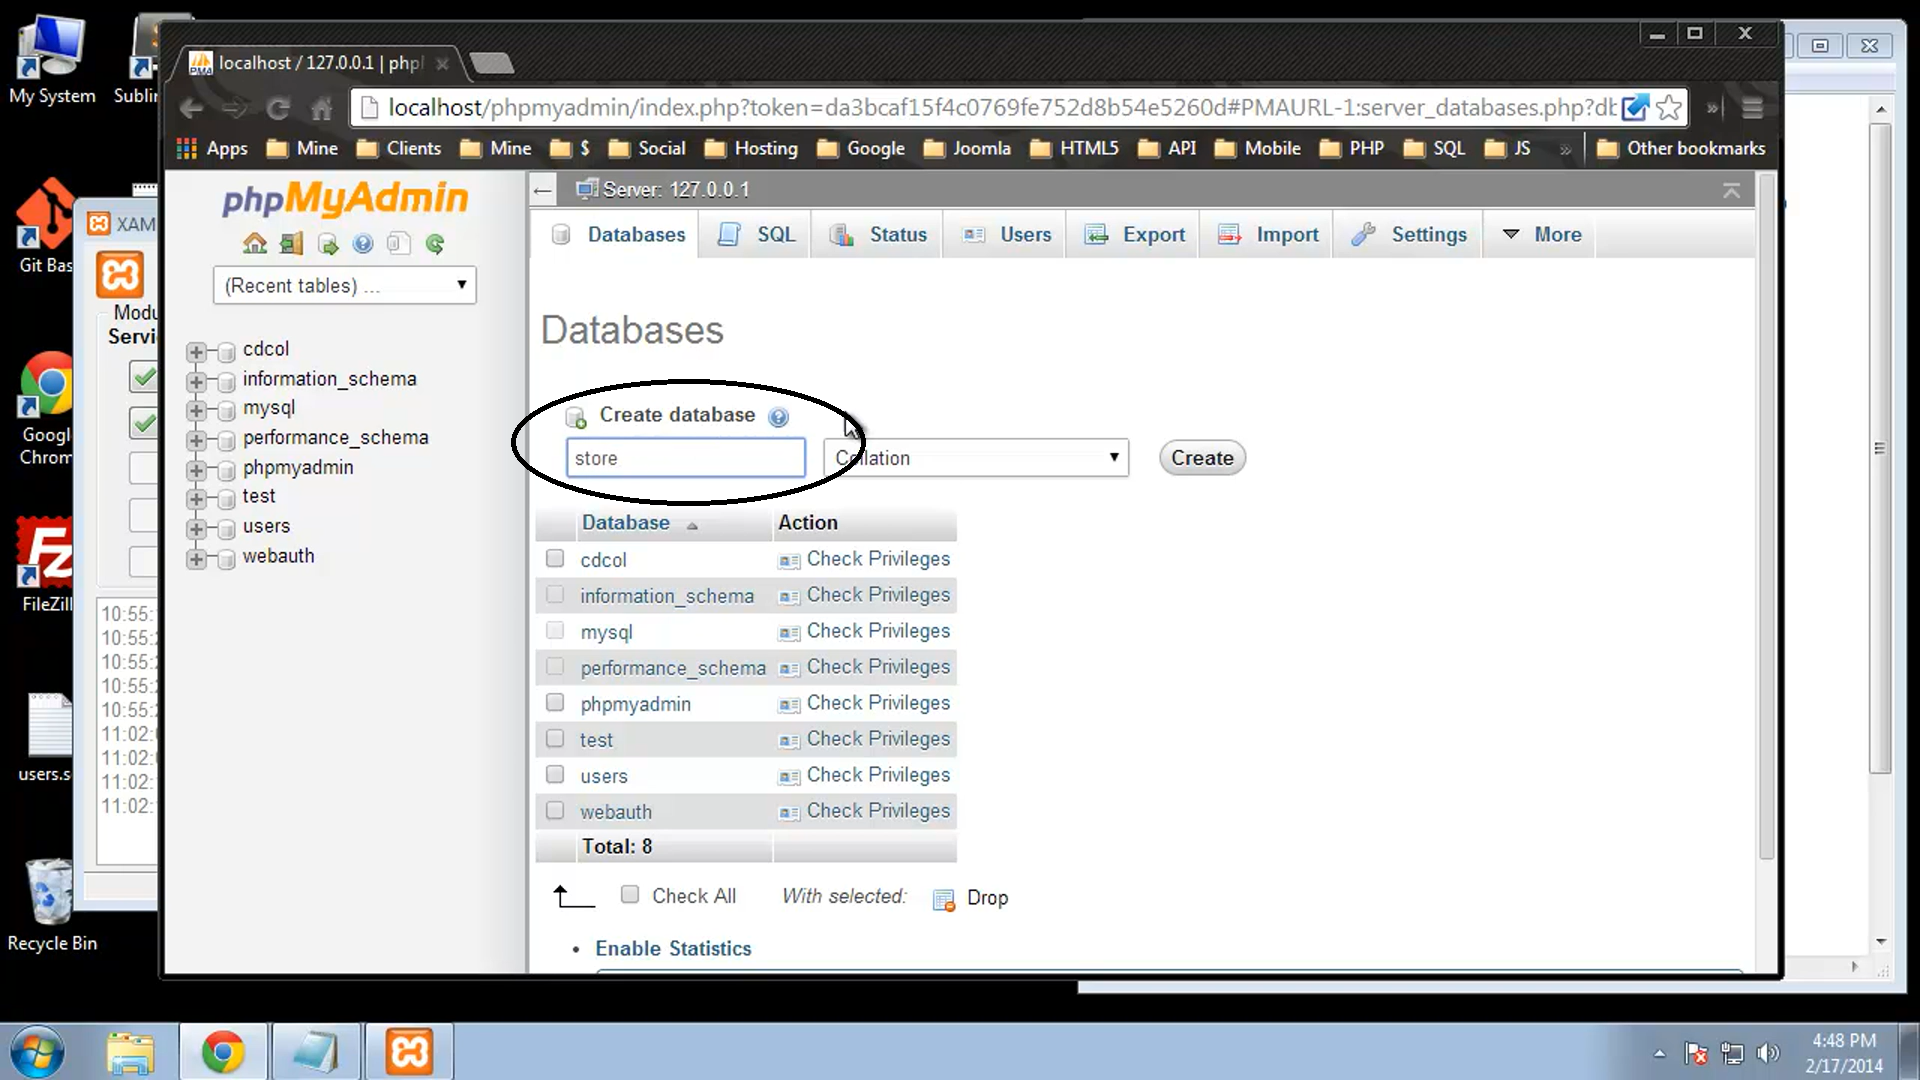 My System
Sublin
localhost / 127.0.0.1 | phpl
localhost/phpmyadmin/index.php?token=da3bcaf15f4c0769fe752d8b54e5260d#PMAURL-1:server_databases.php?db
Apps Mine Clients Mine $ Social Hosting Google Joomla HTML5 API Mobile PHP SQL JS » Other bookmarks
phpMyAdmin
(Recent tables) ...
cdcol
information_schema
mysql
performance_schema
phpmyadmin
test
users
webauth
Server: 127.0.0.1
Databases SQL Status Users Export Import Settings More
Databases
Create database
store
Collation
Create
Database Action
cdcol Check Privileges
information_schema Check Privileges
mysql Check Privileges
performance_schema Check Privileges
phpmyadmin Check Privileges
test Check Privileges
users Check Privileges
webauth Check Privileges
Total: 8
Check All With selected: Drop
• Enable Statistics
XAM
Modu
Servi
10:55:
10:55:
10:55:
10:55:
10:55:
11:02:
11:02:
11:02:
11:02:
Git Bas
Googl
Chrom
FileZill
users.s
Recycle Bin
4:48 PM
2/17/2014